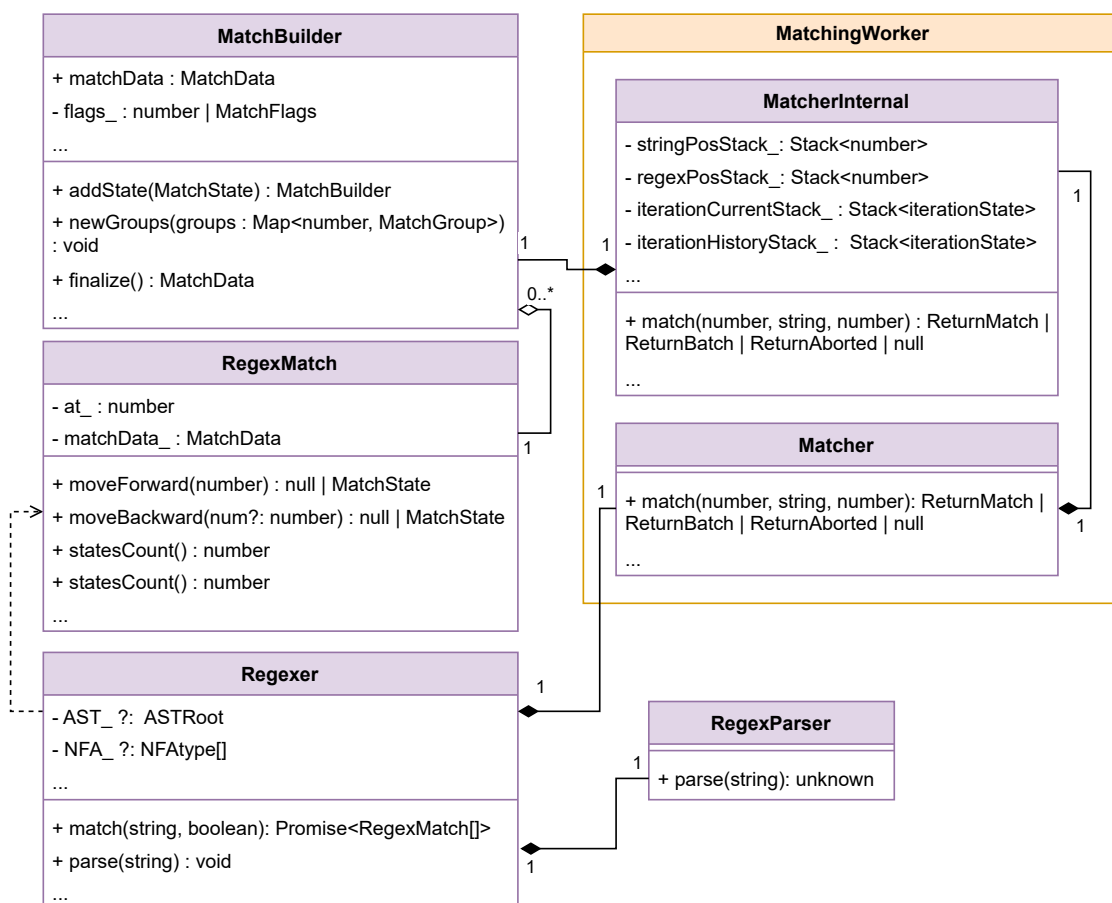 MatchBuilder
+ matchData : MatchData
- flags_ : number | MatchFlags
...
+ addState(MatchState) : MatchBuilder
+ newGroups(groups : Map<number, MatchGroup>)
: void
+ finalize() : MatchData
...
RegexMatch
- at_ : number
- matchData_ : MatchData
+ moveForward(number) : null | MatchState
+ moveBackward(num?: number) : null | MatchState
+ statesCount() : number
+ statesCount() : number
...
Regexer
- AST_ ?: ASTRoot
- NFA_ ?: NFAtype[]
...
+ match(string, boolean): Promise<RegexMatch[]>
+ parse(string) : void
...
1
1
0..*
1
MatchingWorker
MatcherInternal
- stringPosStack_: Stack<number>
- regexPosStack_: Stack<number>
- iterationCurrentStack_ : Stack<iterationState>
- iterationHistoryStack_ : Stack<iterationState>
...
+ match(number, string, number) : ReturnMatch |
ReturnBatch | ReturnAborted | null
...
1
Matcher
+ match(number, string, number): ReturnMatch |
ReturnBatch | ReturnAborted | null
...
1
1
1
RegexParser
+ parse(string): unknown
1
1